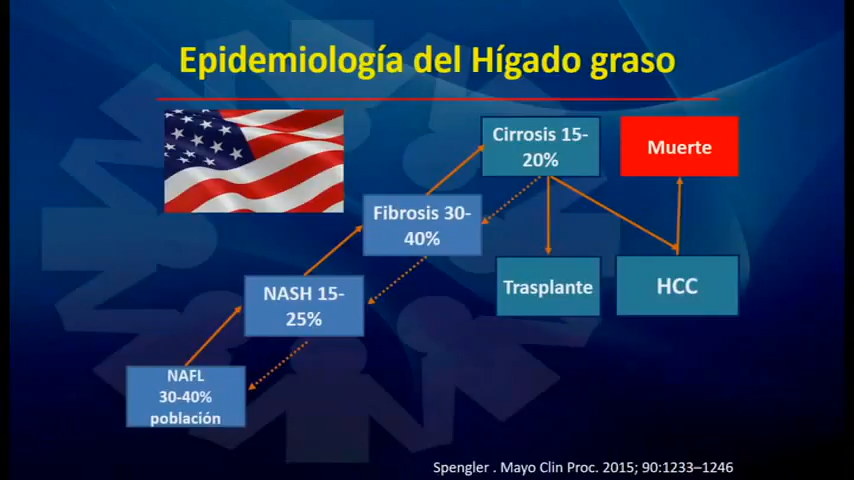 Epidemiología del Hígado graso
Cirrosis 15-
20%
Muerte
Fibrosis 30-
40%
Trasplante
HCC
NASH 15-
25%
NAFL
30-40%
población
Spengler . Mayo Clin Proc. 2015; 90:1233–1246